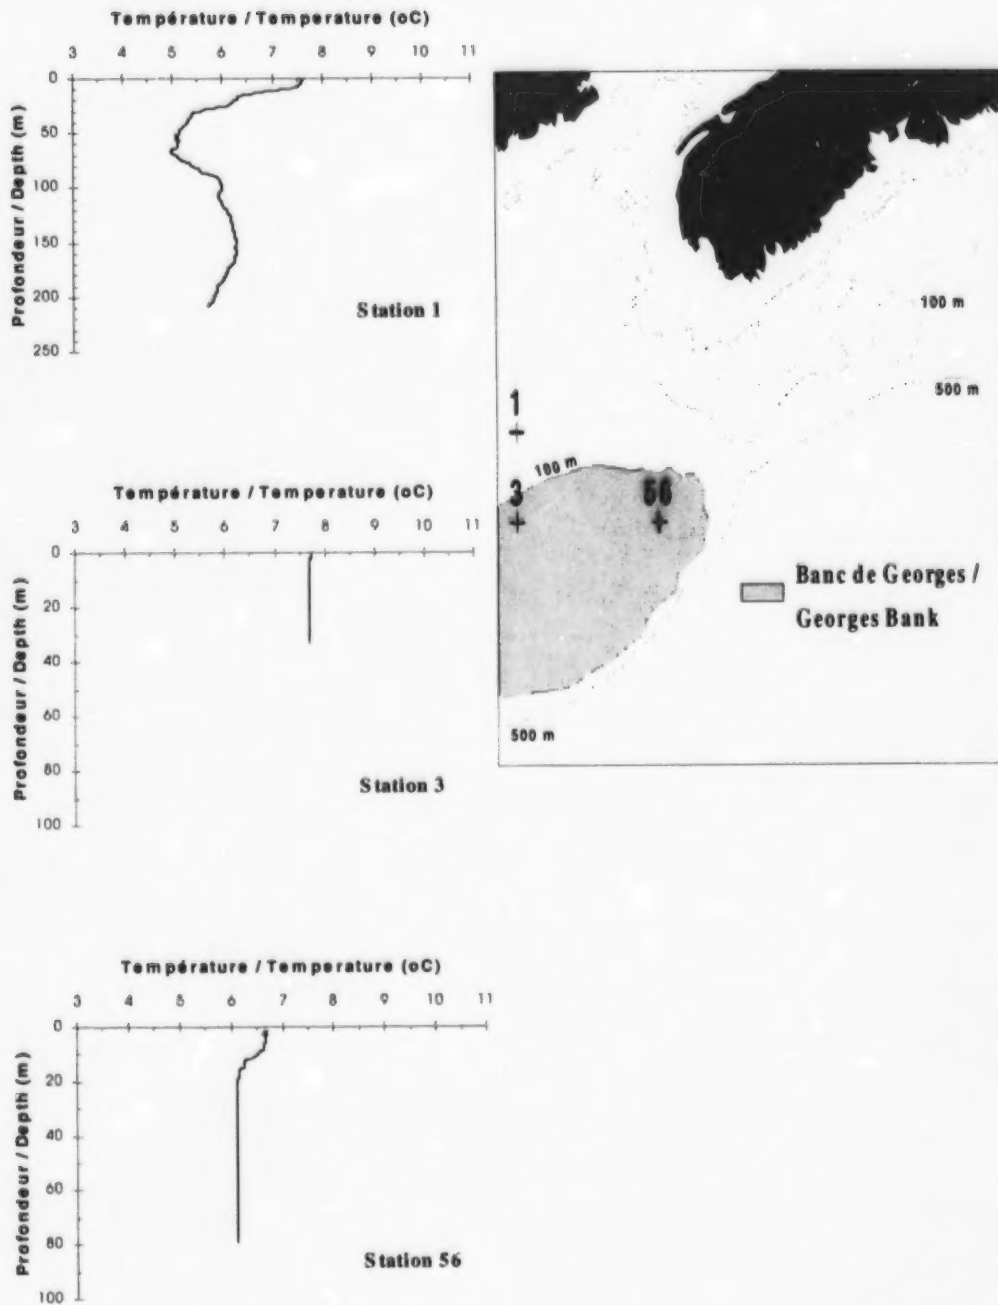 Température / Temperature (oC)
3 4 5 6 7 8 9 10 11
0
50
100
150
200
250
Profondeur / Depth (m)
Station 1
Température / Temperature (oC)
3 4 5 6 7 8 9 10 11
0
20
40
60
80
100
Profondeur / Depth (m)
Station 3
Température / Temperature (oC)
3 4 5 6 7 8 9 10 11
0
20
40
60
80
100
Profondeur / Depth (m)
Station 56
100 m
500 m
1
100 m
3
56
Banc de Georges /
Georges Bank
500 m